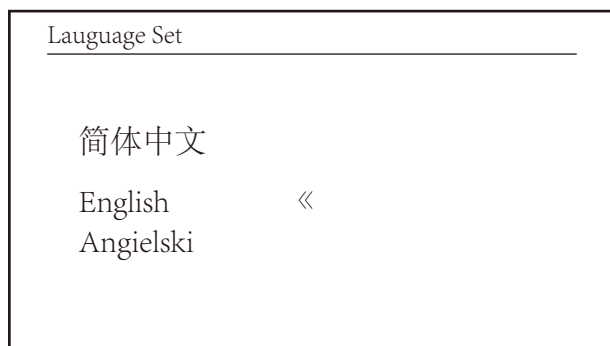 Lauguage Set
简体中文
English 《
Angielski